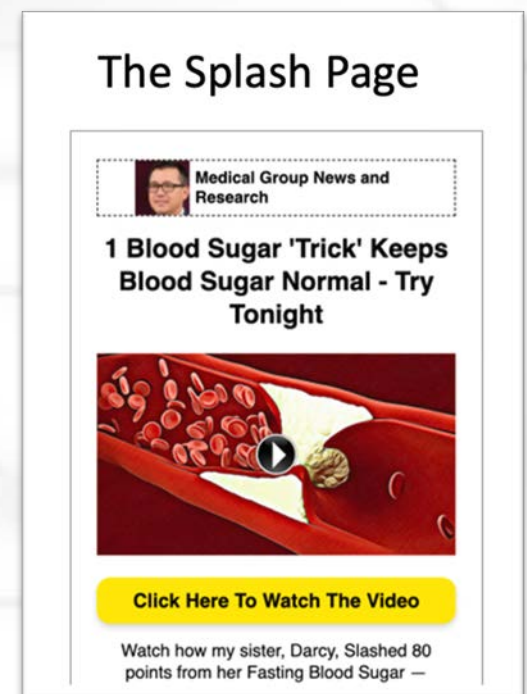 The Splash Page
Medical Group News and
Research
1 Blood Sugar 'Trick' Keeps
Blood Sugar Normal - Try
Tonight
Click Here To Watch The Video
Watch how my sister, Darcy, Slashed 80
points from her Fasting Blood Sugar —